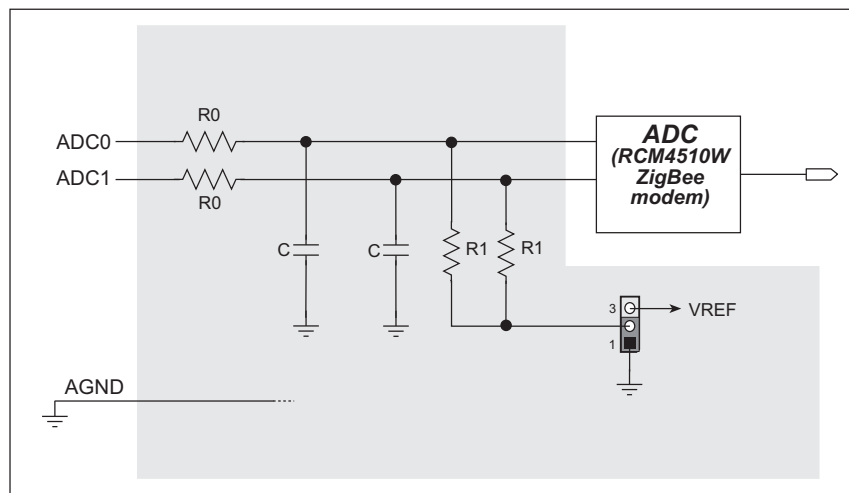 R0
ADC0
ADC1
R0
ADC
(RCM4510W
ZigBee
modem)
C
C
R1
R1
3
VREF
1
AGND